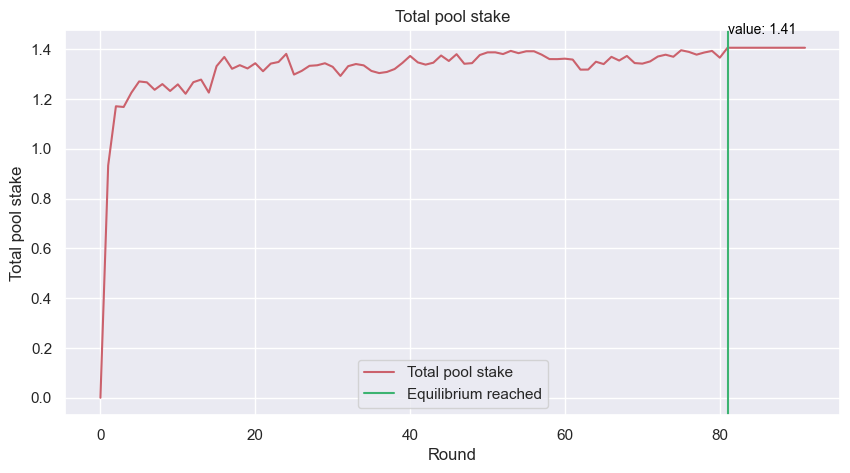 Total pool stake
value: 1.41
Total pool stake
1.4
1.2
1.0
0.8
0.6
0.4
0.2
0.0
Total pool stake
Equilibrium reached
0
20
40
60
80
Round